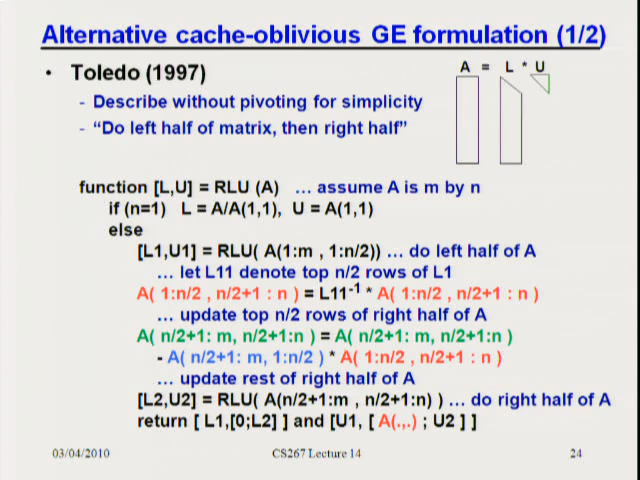 Alternative cache-oblivious GE formulation (1/2)
• Toledo (1997)
A = L * U
- Describe without pivoting for simplicity
- “Do left half of matrix, then right half”
function [L,U] = RLU (A) … assume A is m by n
if (n=1) L = A/A(1,1), U = A(1,1)
else
[L1,U1] = RLU( A(1:m , 1:n/2)) … do left half of A
… let L11 denote top n/2 rows of L1
A( 1:n/2 , n/2+1 : n ) = L11⁻¹ * A( 1:n/2 , n/2+1 : n )
… update top n/2 rows of right half of A
A( n/2+1: m, n/2+1:n ) = A( n/2+1: m, n/2+1:n )
- A( n/2+1: m, 1:n/2 ) * A( 1:n/2 , n/2+1 : n )
… update rest of right half of A
[L2,U2] = RLU( A(n/2+1:m , n/2+1:n) ) … do right half of A
return [ L1,[0;L2] ] and [U1, [ A(.,.) ; U2 ] ]
03/04/2010
CS267 Lecture 14
24